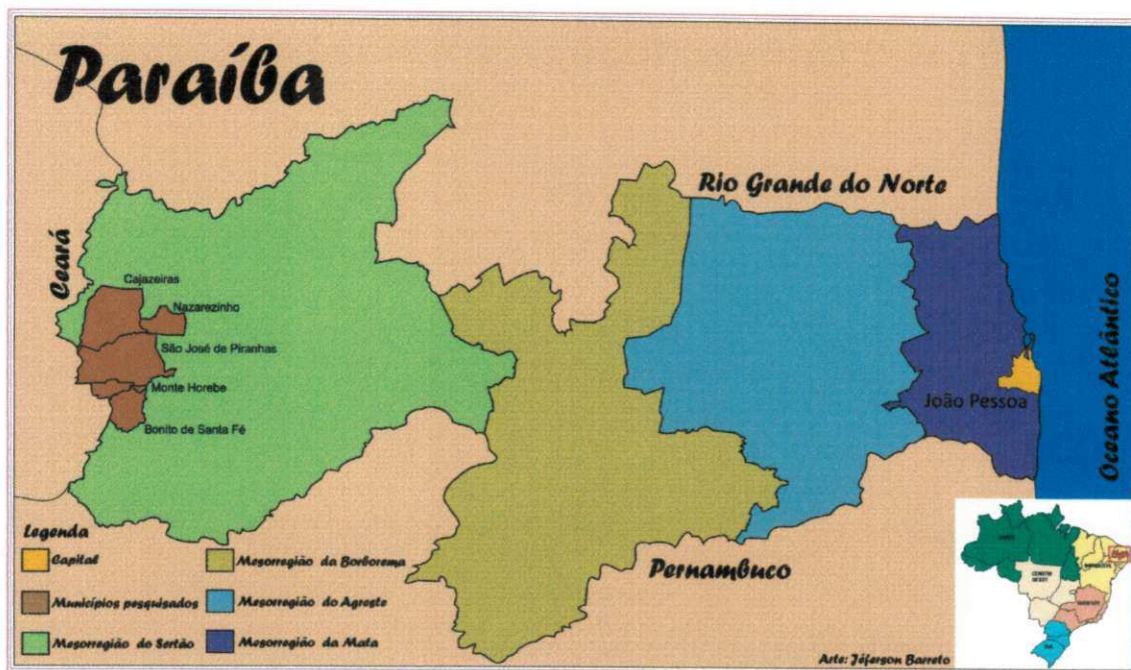 Paraíba
Rio Grande do Norte
Ceará
Cajazeiras
Nazarezinho
São José de Piranhas
Monte Horebe
Bonito de Santa Fé
João Pessoa
Oceano Atlântico
Pernambuco
Legenda
Capital
Municípios pesquisados
Mesorregião do Sertão
Mesorregião da Borborema
Mesorregião do Agreste
Mesorregião da Mata
Arte: Jéferson Barreto